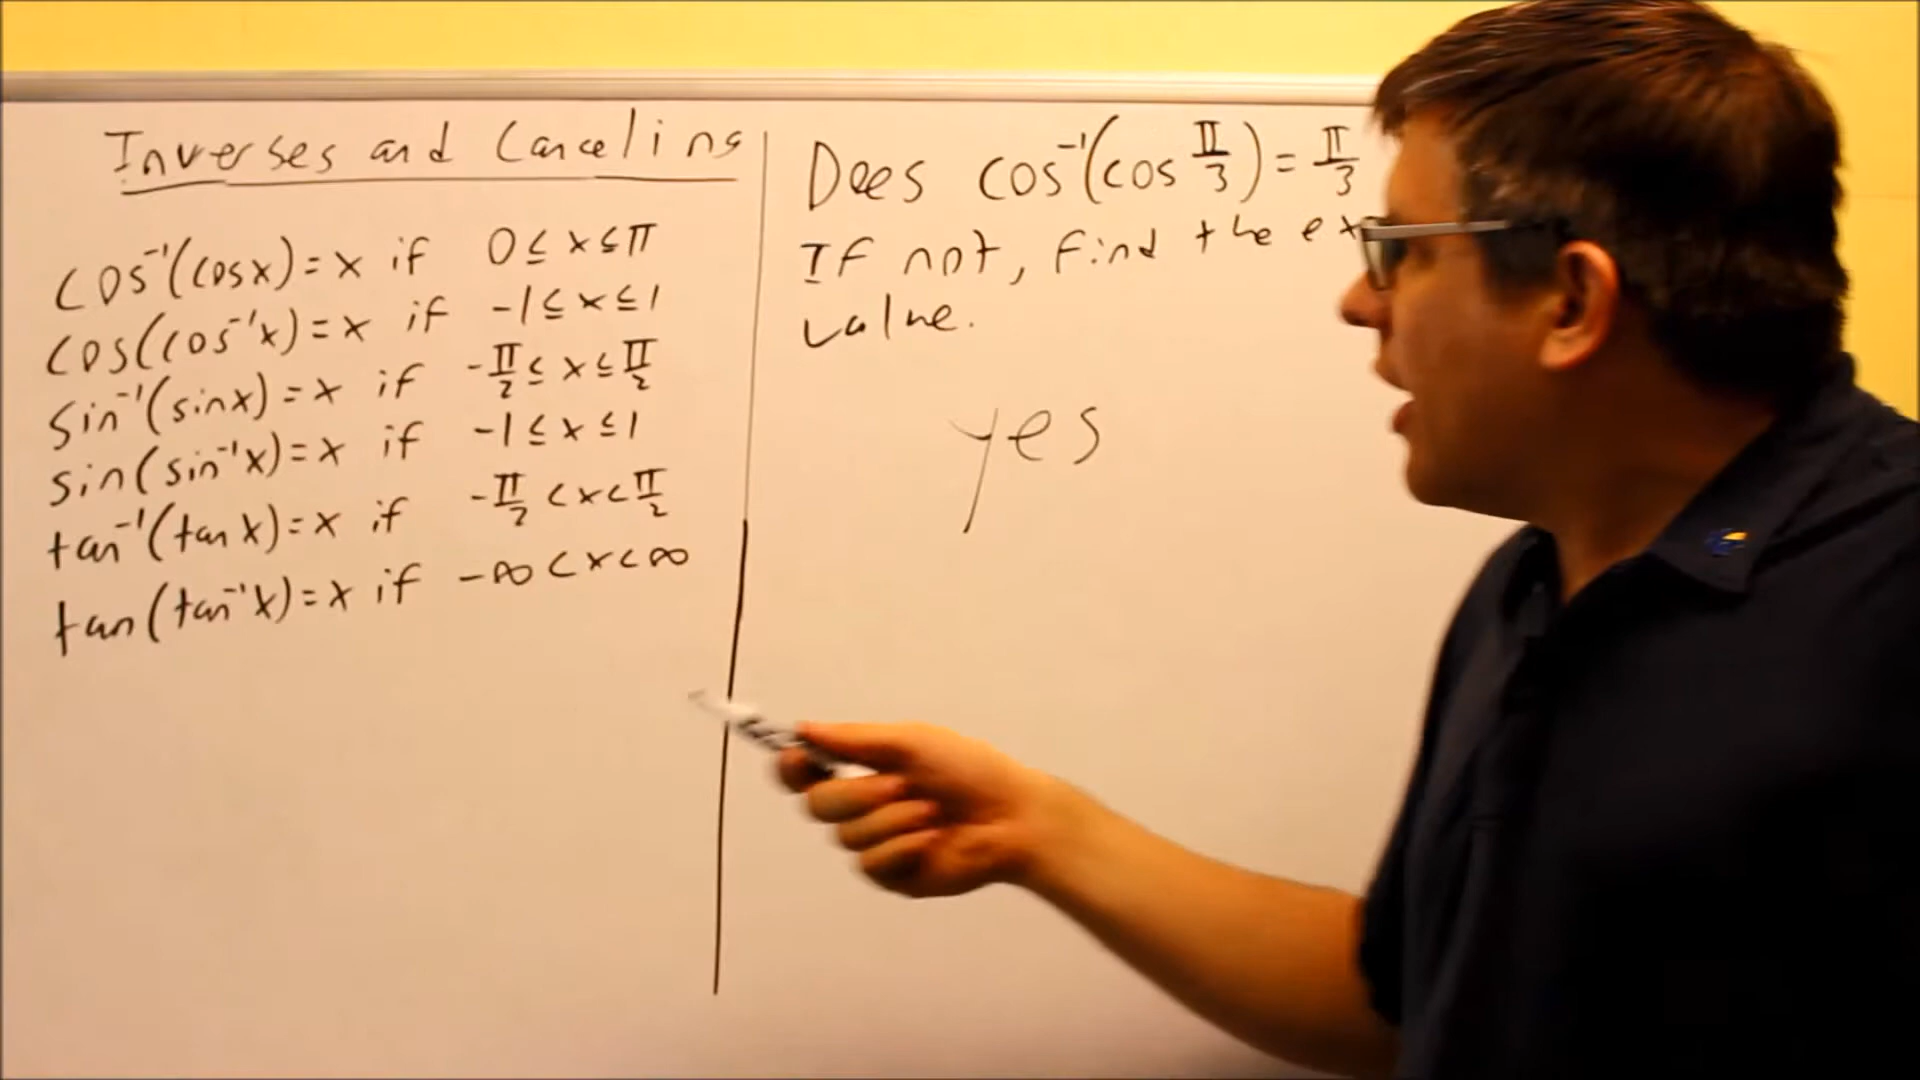 Inverses and Canceling
cos⁻¹(cosx)=x if 0≤x≤π
cos(cos⁻¹x)=x if -1≤x≤1
sin⁻¹(sinx)=x if -π/2≤x≤π/2
sin(sin⁻¹x)=x if -1≤x≤1
tan⁻¹(tan x)=x if -π/2<x<π/2
tan(tan⁻¹x)=x if -∞<x<∞
Does cos⁻¹(cos π/3)=π/3
If not, find the
value.
yes